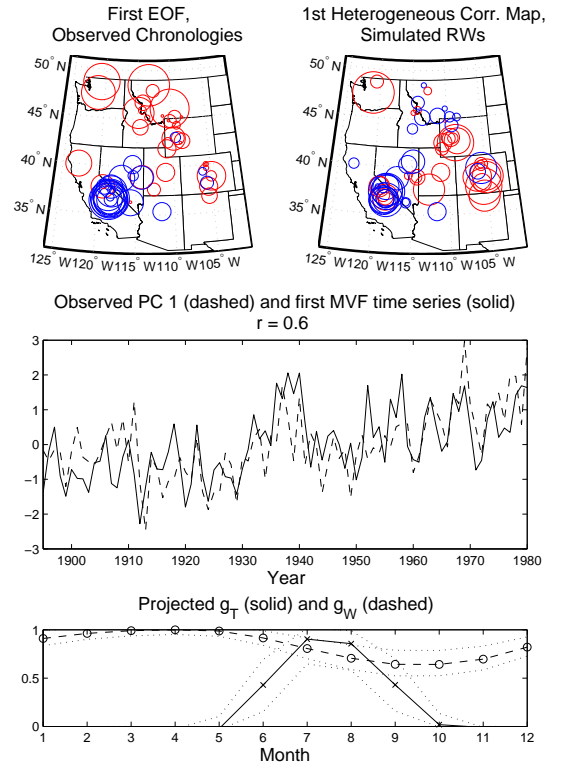 First EOF,
Observed Chronologies
1st Heterogeneous Corr. Map,
Simulated RWs
50° N
45° N
40° N
35° N
125° W120° W115° W110° W105° W
50° N
45° N
40° N
35° N
125° W120° W115° W110° W105° W
Observed PC 1 (dashed) and first MVF time series (solid)
r = 0.6
3
2
1
0
−1
−2
−3
1900 1910 1920 1930 1940 1950 1960 1970 1980
Year
Projected g_T (solid) and g_W (dashed)
1
0.5
0
1 2 3 4 5 6 7 8 9 10 11 12
Month